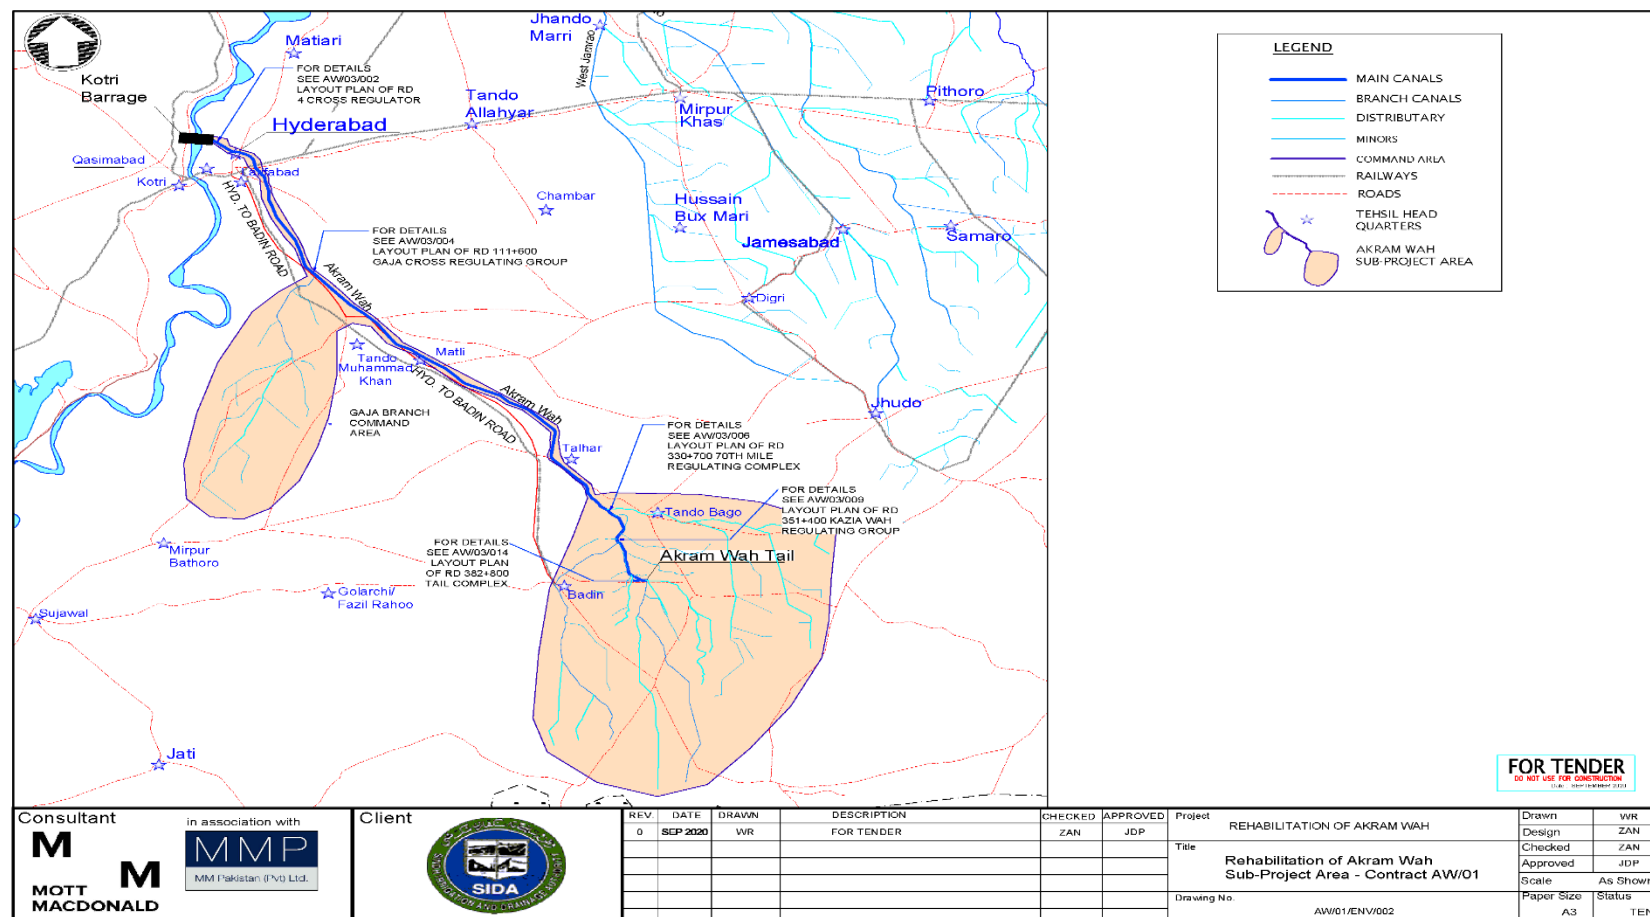 Jhando
Marri
Matiari
West Jamrao
FOR DETAILS
SEE AW/03/002
LAYOUT PLAN OF RD
4 CROSS REGULATOR
Kotri
Barrage
Tando
Allahyar
Mirpur
Khas
Pithoro
Hyderabad
Qasimabad
Kotri
Chambar
Hussain
Bux Mari
Jamesabad
Samaro
HYD. TO BADIN ROAD
FOR DETAILS
SEE AW/03/004
LAYOUT PLAN OF RD 111+600
GAJA CROSS REGULATING GROUP
Akram Wah
Digri
Tando
Muhammad
Khan
Matli
HYD. TO BADIN ROAD
Akram Wah
GAJA BRANCH
COMMAND
AREA
Jhudo
FOR DETAILS
SEE AW/03/006
LAYOUT PLAN OF RD
330+700 70TH MILE
REGULATING COMPLEX
Talhar
FOR DETAILS
SEE AW/03/009
LAYOUT PLAN OF RD
351+400 KAZIA WAH
REGULATING GROUP
Tando Bago
FOR DETAILS
SEE AW/03/014
LAYOUT PLAN
OF RD 382+800
TAIL COMPLEX
Akram Wah Tail
Mirpur
Bathoro
Badin
Golarchi/
Fazil Rahoo
Sujawal
Jati
LEGEND
MAIN CANALS
BRANCH CANALS
DISTRIBUTARY
MINORS
COMMAND AREA
RAILWAYS
ROADS
TEHSIL HEAD
QUARTERS
AKRAM WAH
SUB-PROJECT AREA
FOR TENDER
DO NOT USE FOR CONSTRUCTION
Date: SEPTEMBER 2020
Consultant
M M
MOTT
MACDONALD
in association with
MMP
MM Pakistan (Pvt) Ltd.
Client
SINDH IRRIGATION AND DRAINAGE AUTHORITY
SIDA
REV. DATE DRAWN DESCRIPTION CHECKED APPROVED
0 SEP 2020 WR FOR TENDER ZAN JDP
Project
REHABILITATION OF AKRAM WAH
Title
Rehabilitation of Akram Wah
Sub-Project Area - Contract AW/01
Drawing No.
AW/01/ENV/002
Drawn WR
Design ZAN
Checked ZAN
Approved JDP
Scale As Shown
Paper Size Status
A3 TEN